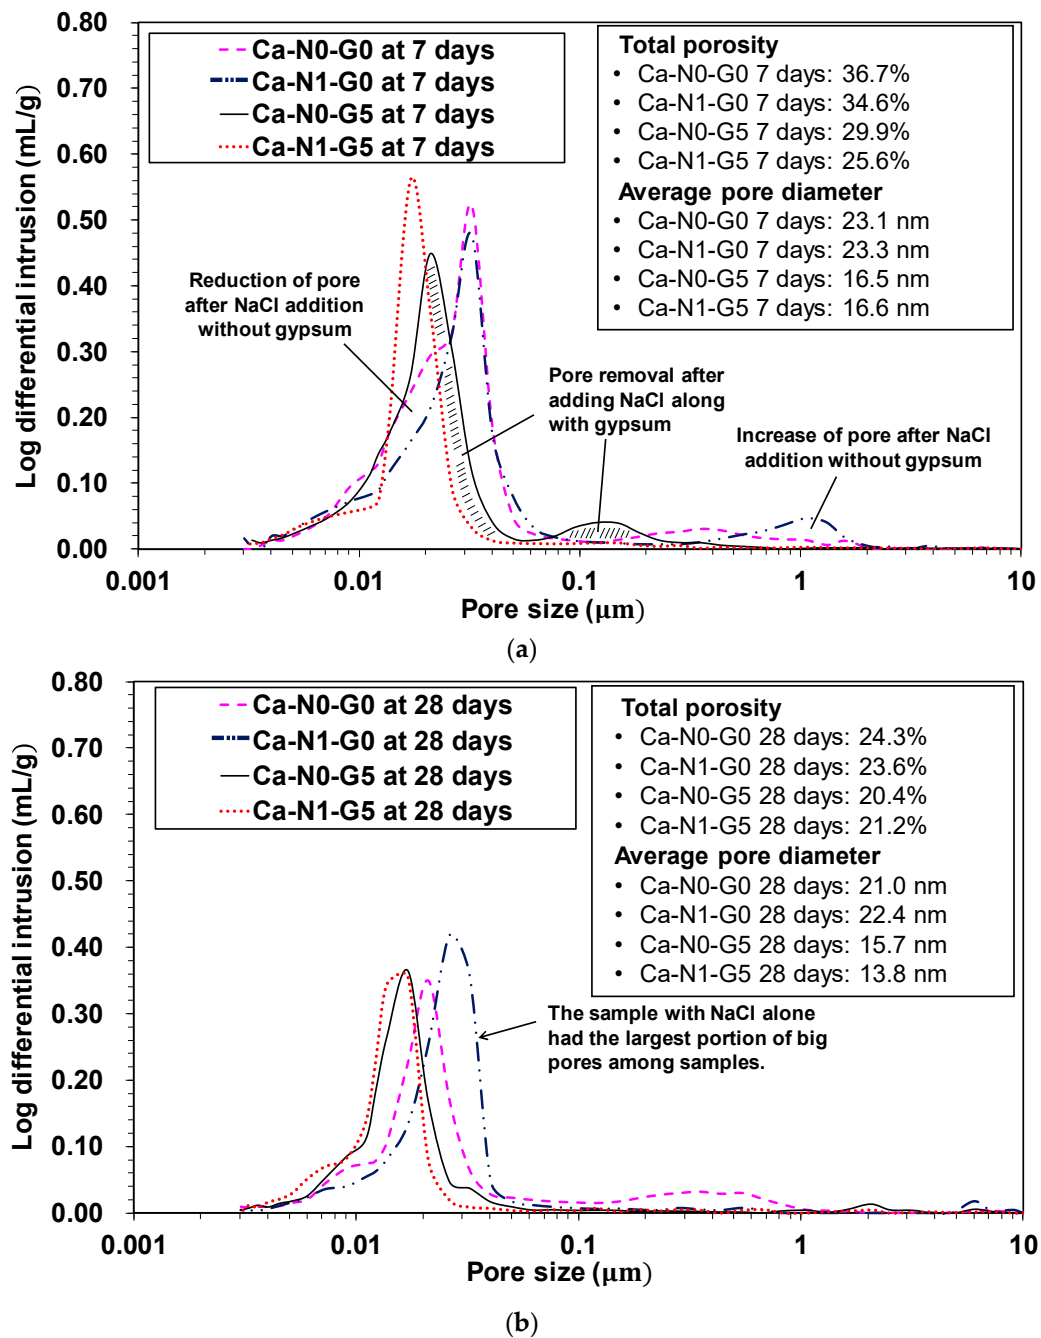 Log differential intrusion (mL/g)
0.80
0.70
0.60
0.50
0.40
0.30
0.20
0.10
0.00
0.001
0.01
0.1
1
10
Pore size (μm)
Ca-N0-G0 at 7 days
Ca-N1-G0 at 7 days
Ca-N0-G5 at 7 days
Ca-N1-G5 at 7 days
Total porosity
• Ca-N0-G0 7 days: 36.7%
• Ca-N1-G0 7 days: 34.6%
• Ca-N0-G5 7 days: 29.9%
• Ca-N1-G5 7 days: 25.6%
Average pore diameter
• Ca-N0-G0 7 days: 23.1 nm
• Ca-N1-G0 7 days: 23.3 nm
• Ca-N0-G5 7 days: 16.5 nm
• Ca-N1-G5 7 days: 16.6 nm
Reduction of pore
after NaCl addition
without gypsum
Pore removal after
adding NaCl along
with gypsum
Increase of pore after NaCl
addition without gypsum
(a)
Log differential intrusion (mL/g)
0.80
0.70
0.60
0.50
0.40
0.30
0.20
0.10
0.00
0.001
0.01
0.1
1
10
Pore size (μm)
Ca-N0-G0 at 28 days
Ca-N1-G0 at 28 days
Ca-N0-G5 at 28 days
Ca-N1-G5 at 28 days
Total porosity
• Ca-N0-G0 28 days: 24.3%
• Ca-N1-G0 28 days: 23.6%
• Ca-N0-G5 28 days: 20.4%
• Ca-N1-G5 28 days: 21.2%
Average pore diameter
• Ca-N0-G0 28 days: 21.0 nm
• Ca-N1-G0 28 days: 22.4 nm
• Ca-N0-G5 28 days: 15.7 nm
• Ca-N1-G5 28 days: 13.8 nm
The sample with NaCl alone
had the largest portion of big
pores among samples.
(b)